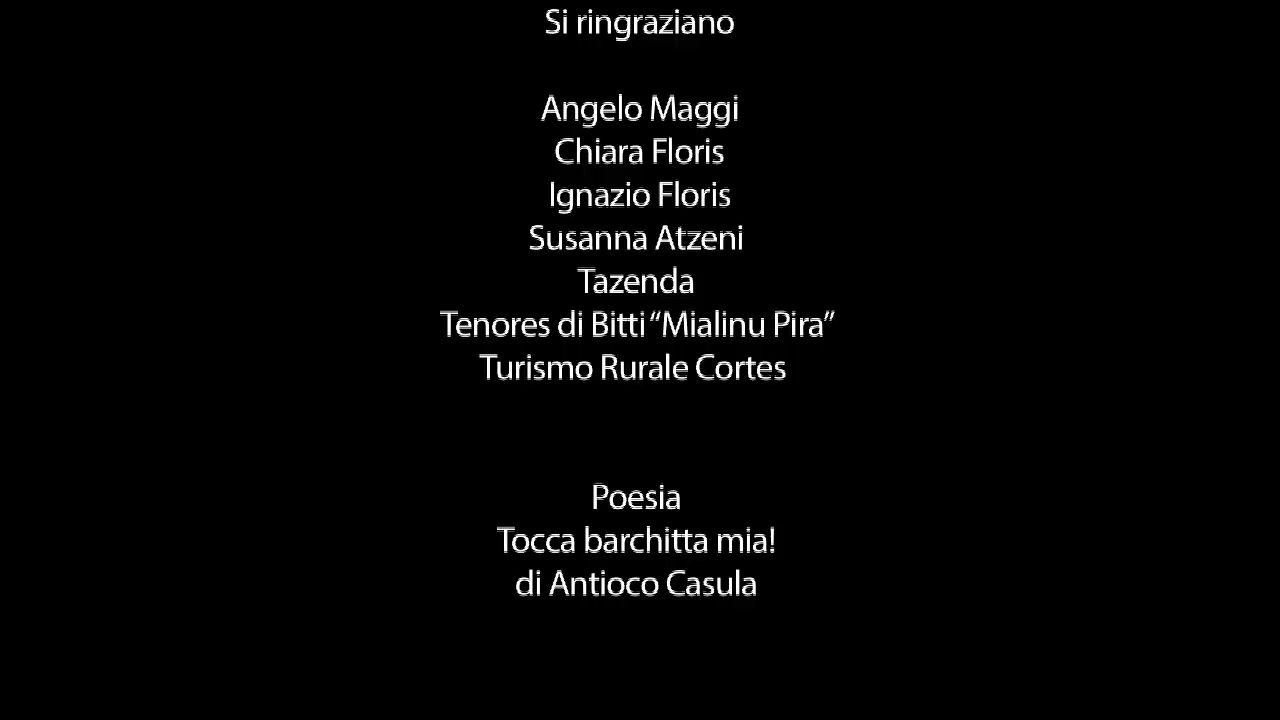 Si ringraziano
Angelo Maggi
Chiara Floris
Ignazio Floris
Susanna Atzeni
Tazenda
Tenores di Bitti “Mialinu Pira”
Turismo Rurale Cortes
Poesia
Tocca barchitta mia!
di Antioco Casula